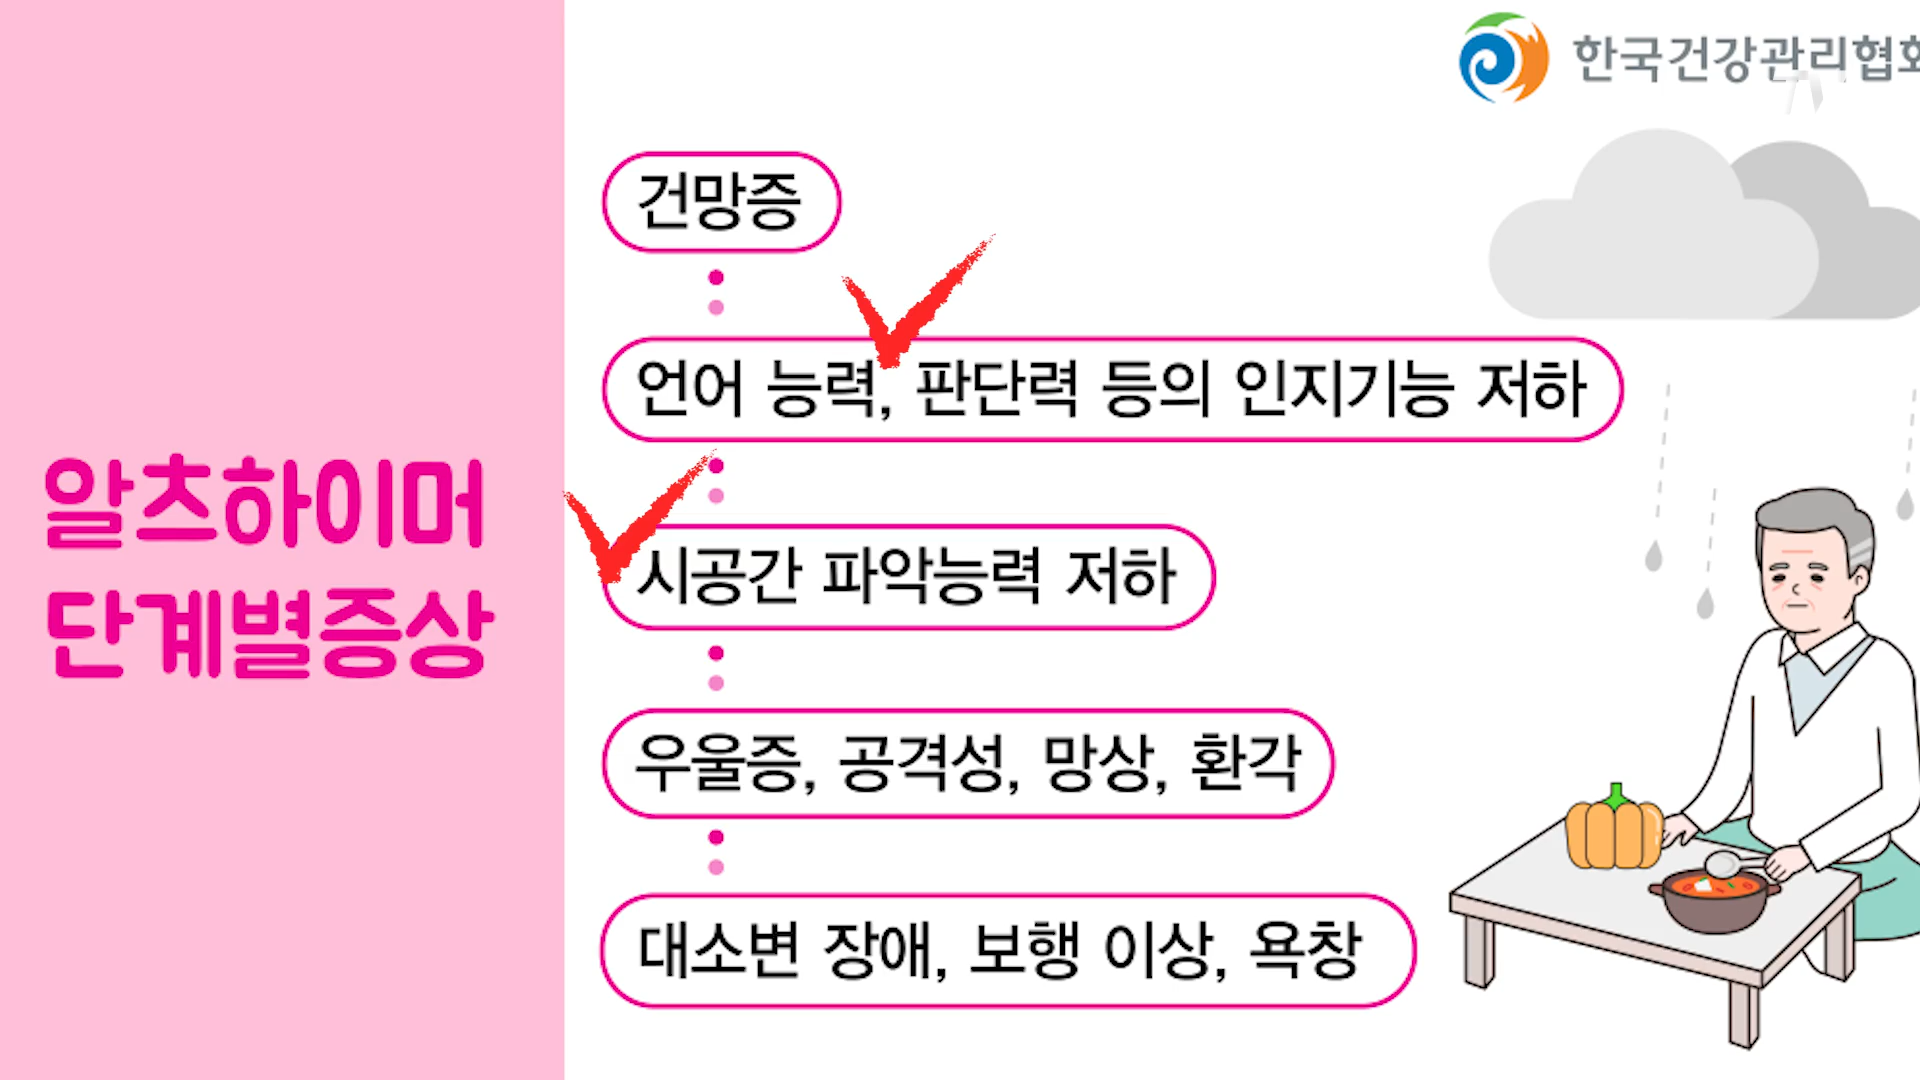 한국건강관리협회
건망증
언어 능력, 판단력 등의 인지기능 저하
알츠하이머
단계별증상
시공간 파악능력 저하
우울증, 공격성, 망상, 환각
대소변 장애, 보행 이상, 욕창